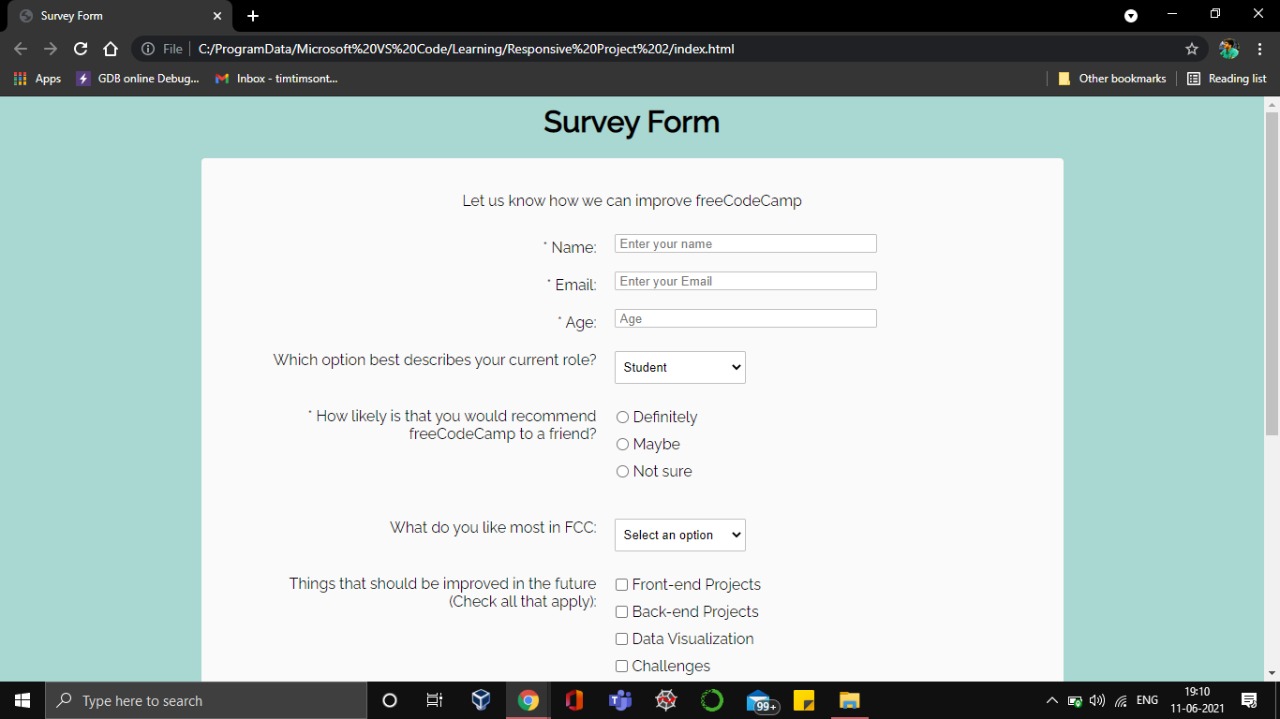 Survey Form
File
C:/ProgramData/Microsoft%20VS%20Code/Learning/Responsive%20Project%202/index.html
Apps
GDB online Debug...
Inbox - timtimsont...
Other bookmarks
Reading list
Survey Form
Let us know how we can improve freeCodeCamp
* Name: Enter your name
* Email: Enter your Email
* Age: Age
Which option best describes your current role? Student
* How likely is that you would recommend
freeCodeCamp to a friend?
Definitely
Maybe
Not sure
What do you like most in FCC: Select an option
Things that should be improved in the future
(Check all that apply):
Front-end Projects
Back-end Projects
Data Visualization
Challenges
Type here to search
99+
ENG
19:10
11-06-2021